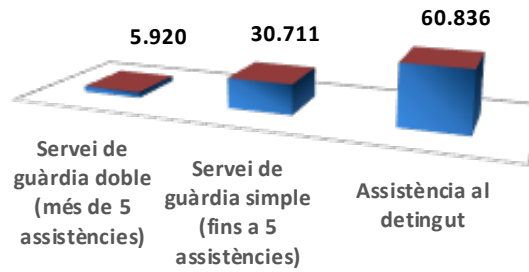 5.920
30.711
60.836
Servei de
guàrdia doble
(més de 5
assistències)
Servei de
guàrdia simple
(fins a 5
assistències)
Assistència al
detingut